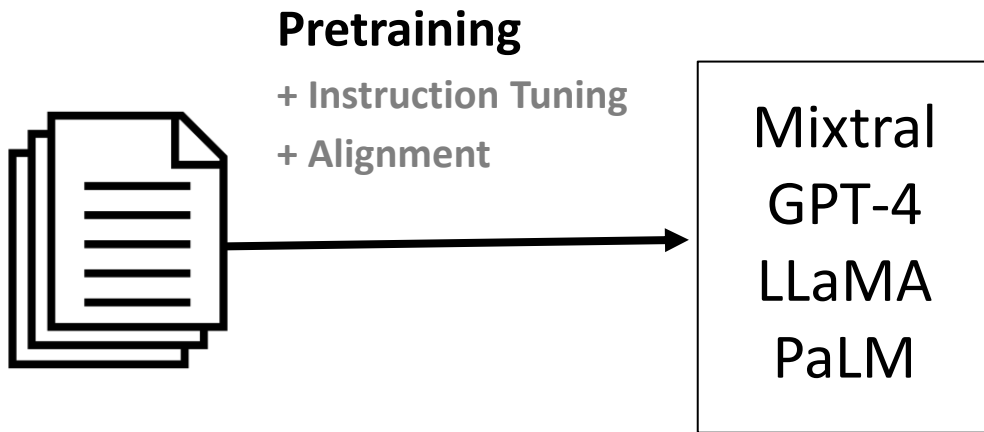 Pretraining
+ Instruction Tuning
+ Alignment
Mixtral
GPT-4
LLaMA
PaLM